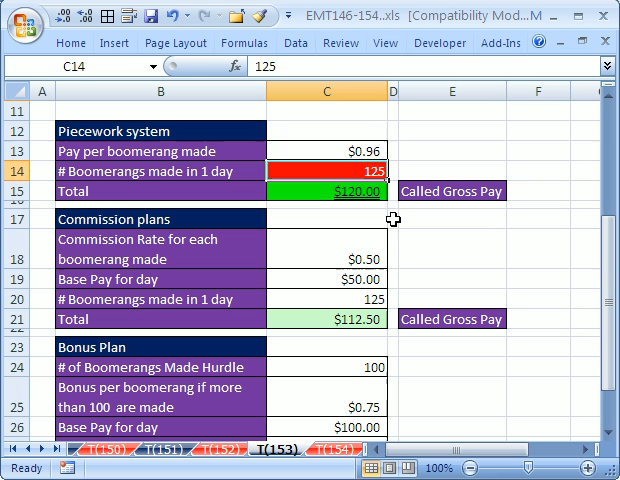 EMT146-154..xls [Compatibility Mod...M
Home Insert Page Layout Formulas Data Review View Developer Add-Ins
C14 fx 125
A B C D E F
11
12 Piecework system
13 Pay per boomerang made $0.96
14 # Boomerangs made in 1 day 125
15 Total $120.00 Called Gross Pay
16
17 Commission plans
Commission Rate for each
18 boomerang made $0.50
19 Base Pay for day $50.00
20 # Boomerangs made in 1 day 125
21 Total $112.50 Called Gross Pay
22
23 Bonus Plan
24 # of Boomerangs Made Hurdle 100
Bonus per boomerang if more
25 than 100 are made $0.75
26 Base Pay for day $100.00
T(150) T(151) T(152) T(153) T(154)
Ready 100%